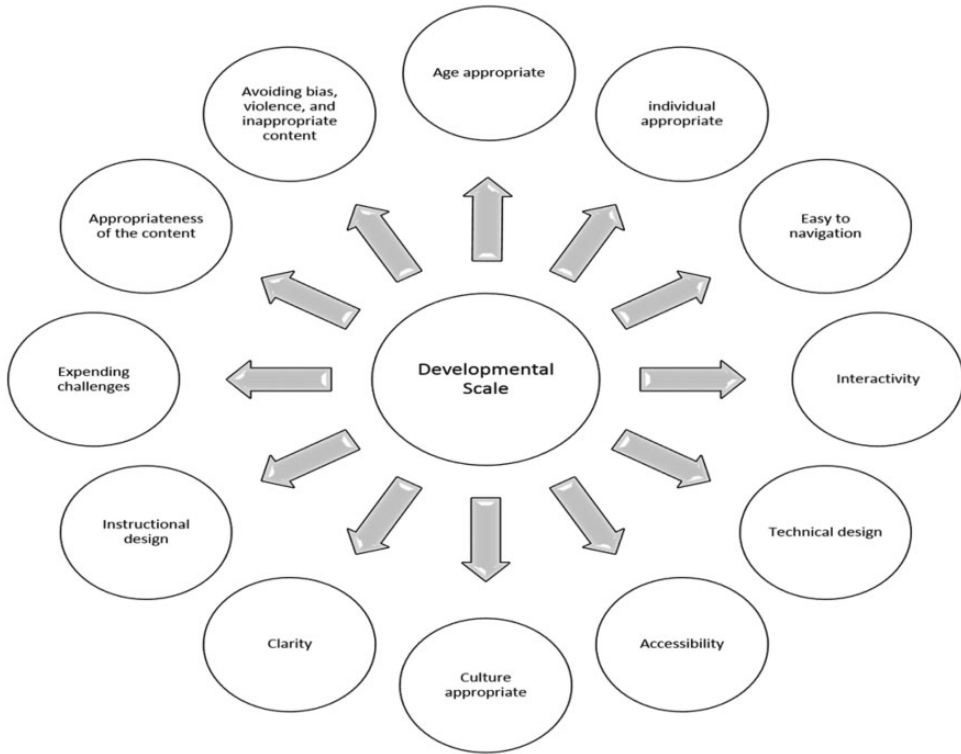 Age appropriate
individual
appropriate
Easy to
navigation
Interactivity
Technical design
Accessibility
Culture
appropriate
Clarity
Instructional
design
Expending
challenges
Appropriateness
of the content
Avoiding bias,
violence, and
inappropriate
content
Developmental
Scale